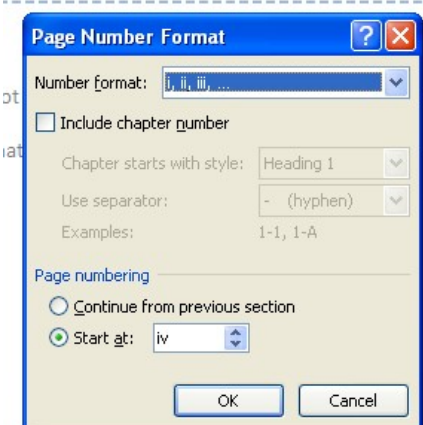 Page Number Format
Number format: i, ii, iii, ...
Include chapter number
Chapter starts with style: Heading 1
Use separator: - (hyphen)
Examples: 1-1, 1-A
Page numbering
Continue from previous section
Start at: iv
OK Cancel